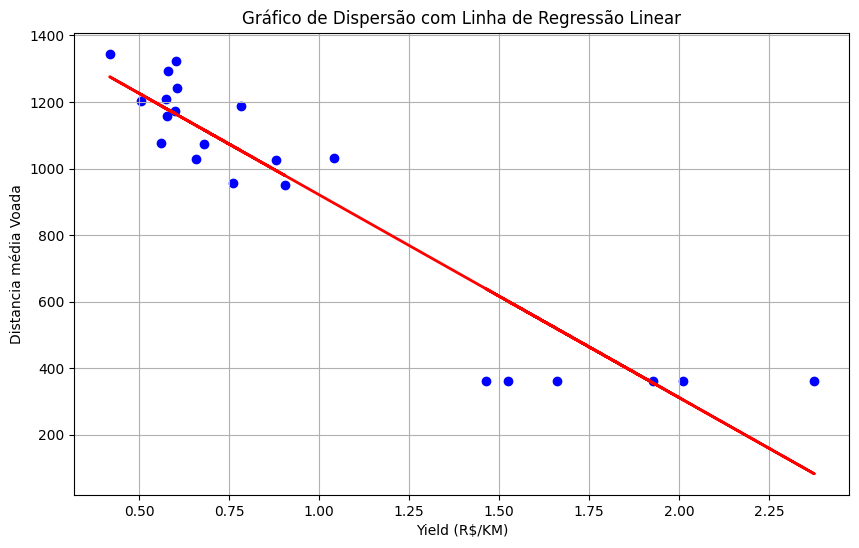 Gráfico de Dispersão com Linha de Regressão Linear
1400
1200
1000
800
600
400
200
Distancia média Voada
0.50 0.75 1.00 1.25 1.50 1.75 2.00 2.25
Yield (R$/KM)